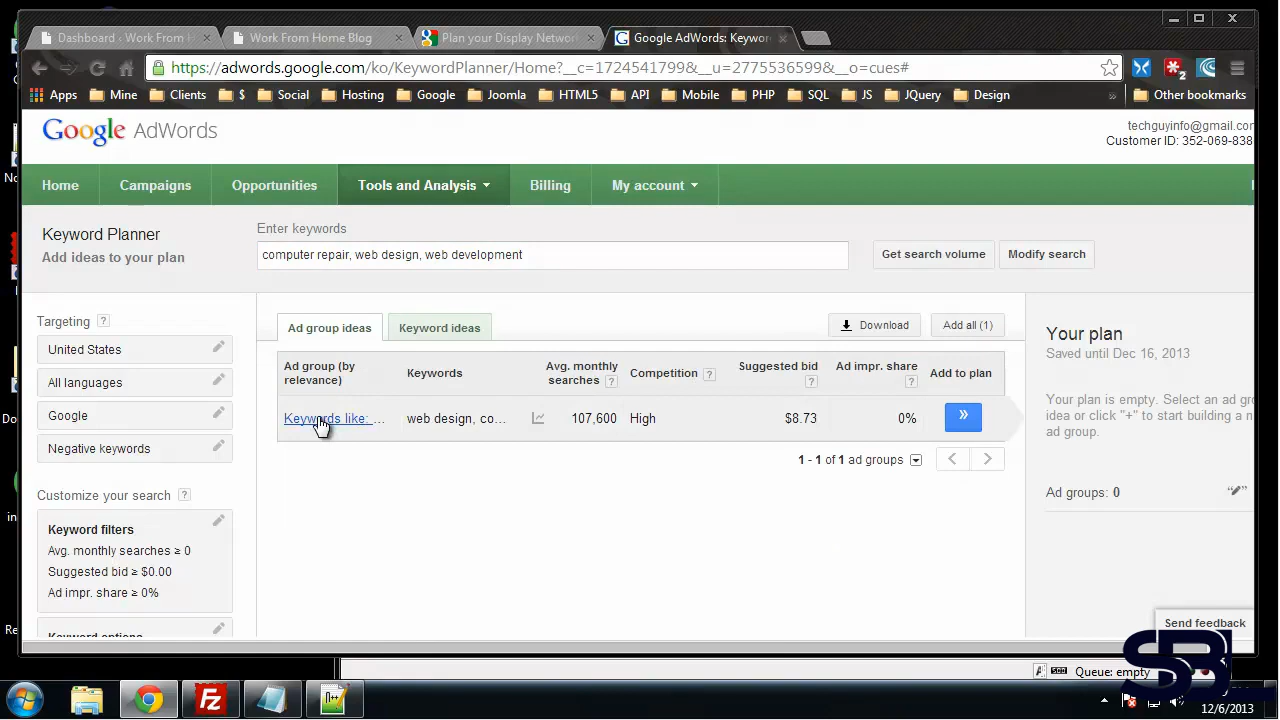 Dashboard ‹ Work From H
Work From Home Blog
Plan your Display Network
Google AdWords: Keywor
https://adwords.google.com/ko/KeywordPlanner/Home?__c=1724541799&__u=2775536599&__o=cues#
Apps
Mine
Clients
$
Social
Hosting
Google
Joomla
HTML5
API
Mobile
PHP
SQL
JS
JQuery
Design
»
Other bookmarks
Google AdWords
techguyinfo@gmail.con
Customer ID: 352-069-838
Home
Campaigns
Opportunities
Tools and Analysis
Billing
My account
Keyword Planner
Add ideas to your plan
Enter keywords
computer repair, web design, web development
Get search volume
Modify search
Targeting ?
United States
All languages
Google
Negative keywords
Customize your search ?
Keyword filters
Avg. monthly searches ≥ 0
Suggested bid ≥ $0.00
Ad impr. share ≥ 0%
Keyword options
Ad group ideas
Keyword ideas
Download
Add all (1)
Ad group (by relevance)
Keywords
Avg. monthly searches ?
Competition ?
Suggested bid ?
Ad impr. share ?
Add to plan
Keywords like: ...
web design, co...
107,600
High
$8.73
0%
»
1 - 1 of 1 ad groups
Your plan
Saved until Dec 16, 2013
Your plan is empty. Select an ad gr
idea or click "+" to start building a n
ad group.
Ad groups: 0
Send feedback
Queue: empty
SB
12/6/2013